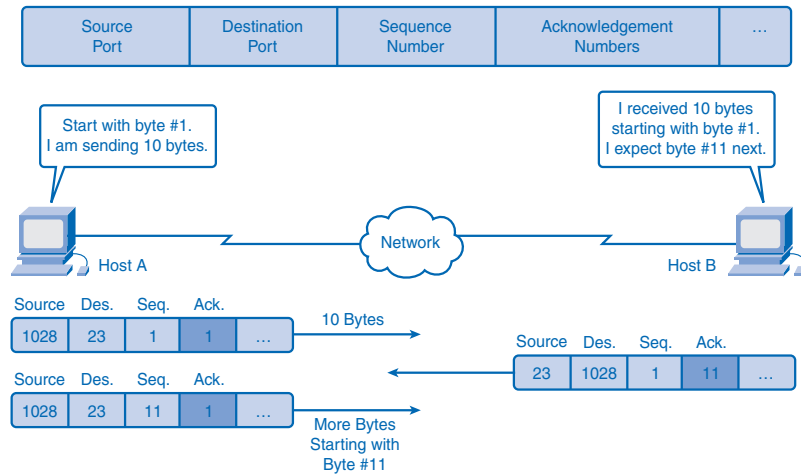 Source Port
Destination Port
Sequence Number
Acknowledgement Numbers
...
Start with byte #1.
I am sending 10 bytes.
I received 10 bytes
starting with byte #1.
I expect byte #11 next.
Network
Host A
Host B
Source Des. Seq. Ack.
1028 23 1 1 ...
10 Bytes
Source Des. Seq. Ack.
23 1028 1 11 ...
Source Des. Seq. Ack.
1028 23 11 1 ...
More Bytes
Starting with
Byte #11